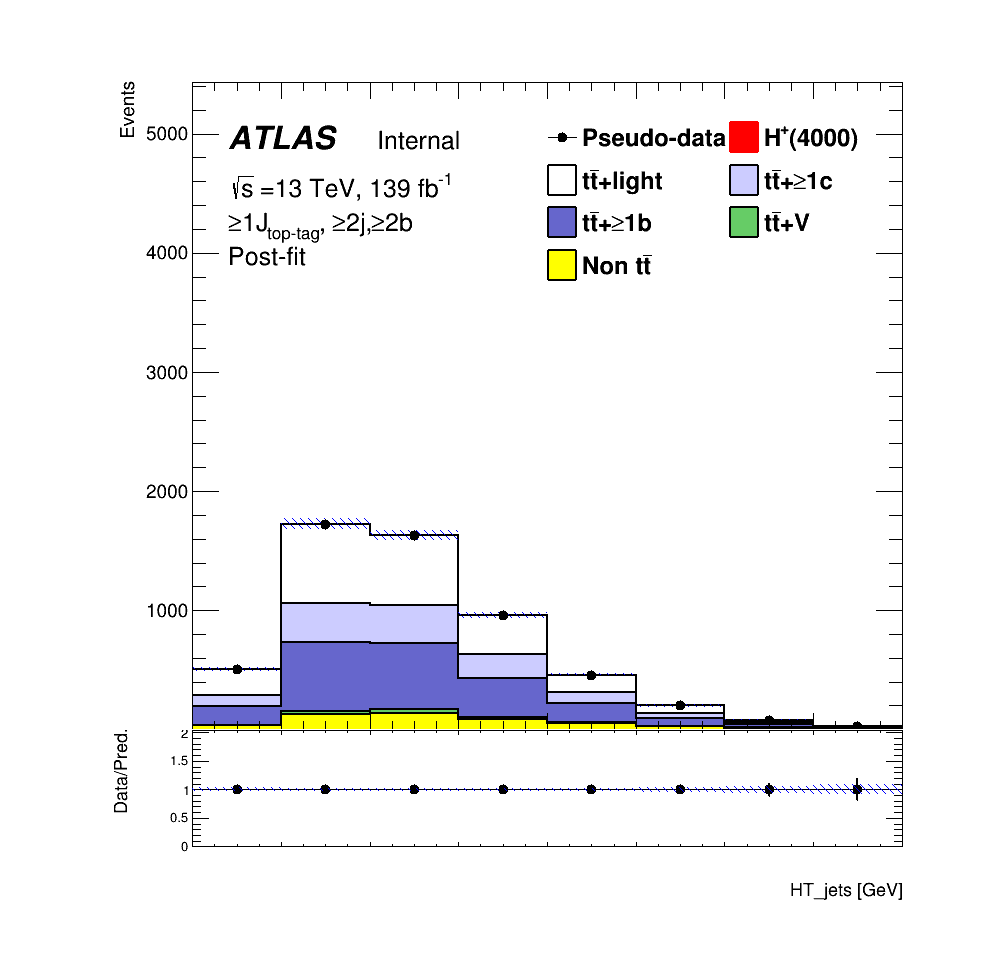 Events
5000
4000
3000
2000
1000
ATLAS Internal
√s =13 TeV, 139 fb-1
≥1Jtop-tag, ≥2j,≥2b
Post-fit
Pseudo-data H+(4000)
tt̄+light tt̄+≥1c
tt̄+≥1b tt̄+V
Non tt̄
Data/Pred.
2
1.5
1
0.5
0
HT_jets [GeV]